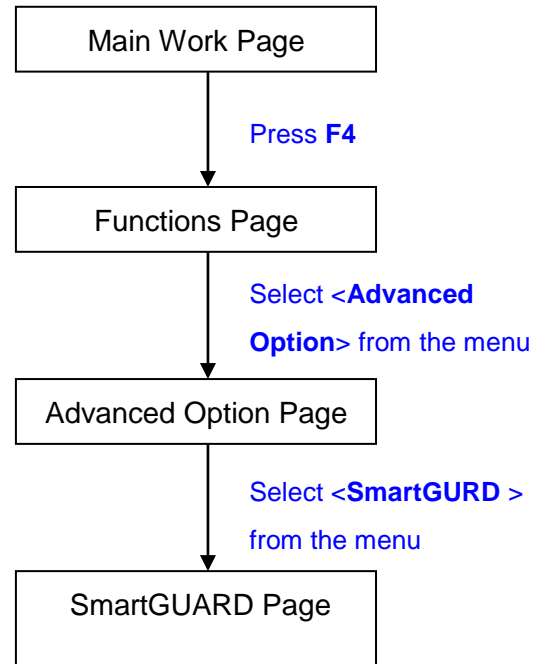 Main Work Page
Press F4
Functions Page
Select <Advanced
Option> from the menu
Advanced Option Page
Select <SmartGURD >
from the menu
SmartGUARD Page